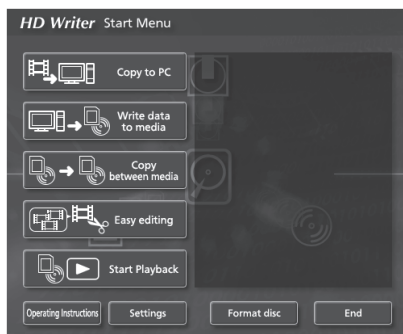 HD Writer Start Menu
Copy to PC
Write data
to media
Copy
between media
Easy editing
Start Playback
Operating Instructions Settings Format disc End